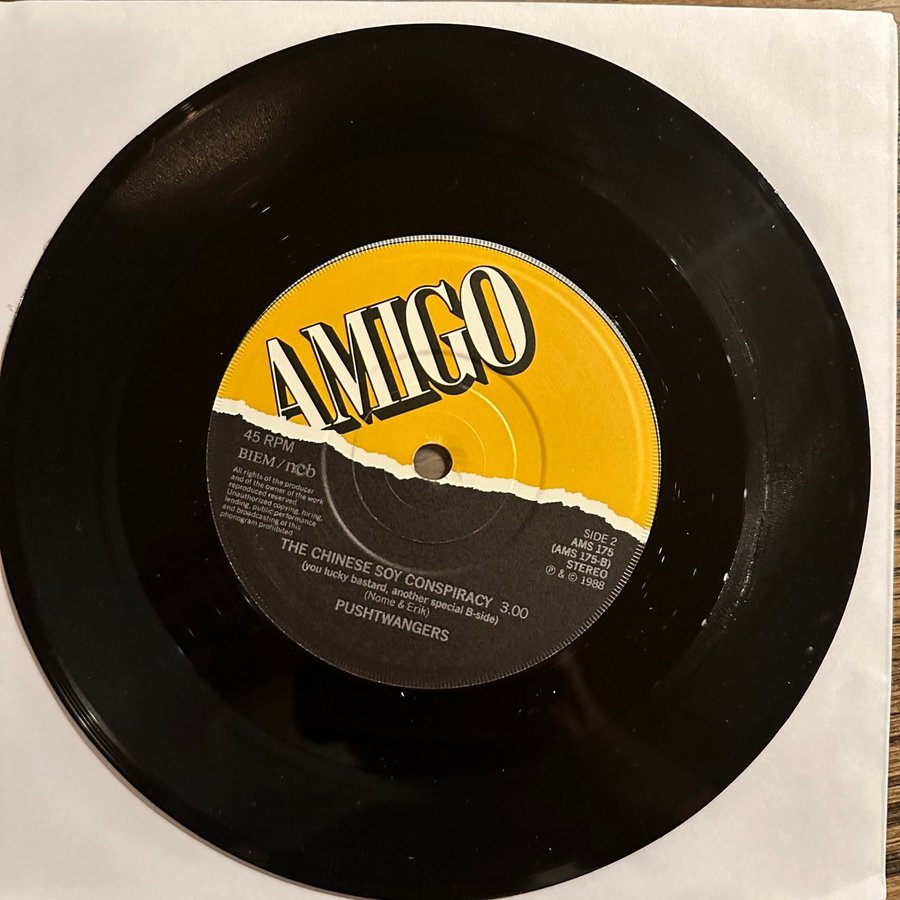 AMIGO
45 RPM
BIEM/ncb
All rights of the producer
and of the owner of the work
reproduced reserved
Unauthorized copying, hiring,
lending, public performance
and broadcasting of this
phonogram prohibited
SIDE 2
AMS 175
(AMS 175-B)
STEREO
℗ & © 1988
THE CHINESE SOY CONSPIRACY 3.00
(you lucky bastard, another special B-side)
(Nome & Erik)
PUSHTWANGERS